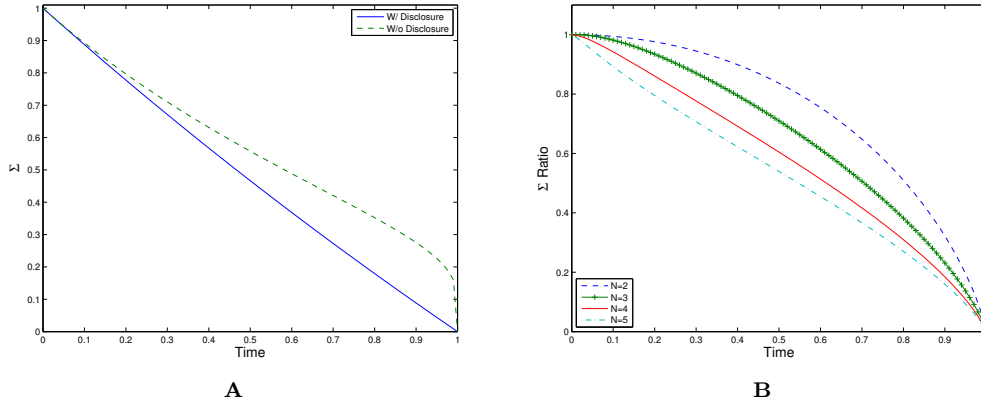 W/ Disclosure
W/o Disclosure
Σ
1
0.9
0.8
0.7
0.6
0.5
0.4
0.3
0.2
0.1
0
0 0.1 0.2 0.3 0.4 0.5 0.6 0.7 0.8 0.9 1
Time
A
Σ Ratio
1
0.8
0.6
0.4
0.2
0
N=2
N=3
N=4
N=5
0 0.1 0.2 0.3 0.4 0.5 0.6 0.7 0.8 0.9
Time
B